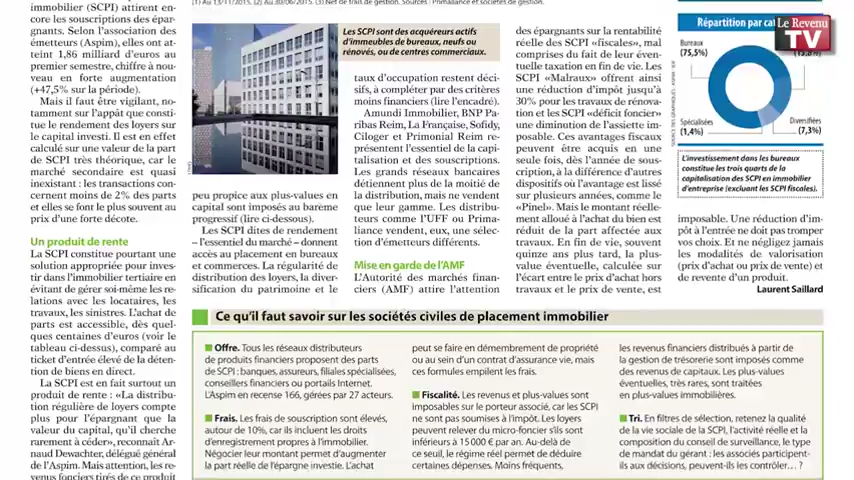 immobilier (SCPI) attirent en-
core les souscriptions des épar-
gnants. Selon l'association des
émetteurs (Aspim), elles ont at-
teint 1,86 milliard d'euros au
premier semestre, chiffre à nou-
veau en forte augmentation
(+47,5% sur la période).
Mais il faut être vigilant, no-
tamment sur l'appât que consti-
tue le rendement des loyers sur
le capital investi. Il est en effet
calculé sur une valeur de la part
de SCPI très théorique, car le
marché secondaire est quasi
inexistant : les transactions con-
cernent moins de 2% des parts
et elles se font le plus souvent au
prix d'une forte décote.
Un produit de rente
La SCPI constitue pourtant une
solution appropriée pour inves-
tir dans l'immobilier tertiaire en
évitant de gérer soi-même les re-
lations avec les locataires, les
travaux, les sinistres. L'achat de
parts est accessible, dès quel-
ques centaines d'euros (voir le
tableau ci-dessus), comparé au
ticket d'entrée élevé de la déten-
tion de biens en direct.
La SCPI est en fait surtout un
produit de rente : «La distribu-
tion régulière de loyers compte
plus pour l'épargnant que la
valeur du capital, qu'il cherche
rarement à céder», reconnaît Ar-
naud Dewachter, délégué général
de l'Aspim. Mais attention, les re-
venus fonciers tirés de ce produit
(1) Au 13/11/2015. (2) Au 30/06/2015. (3) Net de frais de gestion. Sources : Primaliance et sociétés de gestion.
Les SCPI sont des acquéreurs actifs
d'immeubles de bureaux, neufs ou
rénovés, ou de centres commerciaux.
peu propice aux plus-values en
capital sont imposés au barème
progressif (lire ci-dessous).
Les SCPI dites de rendement
– l'essentiel du marché – donnent
accès au placement en bureaux
et commerces. La régularité de
distribution des loyers, la diver-
sification du patrimoine et le
taux d'occupation restent déci-
sifs, à compléter par des critères
moins financiers (lire l'encadré).
Amundi Immobilier, BNP Pa-
ribas Reim, La Française, Sofidy,
Ciloger et Primonial Reim re-
présentent l'essentiel de la capi-
talisation et des souscriptions.
Les grands réseaux bancaires
détiennent plus de la moitié de
la distribution, mais ne vendent
que leur gamme. Les distribu-
teurs comme l'UFF ou Prima-
liance vendent, eux, une sélec-
tion d'émetteurs différents.
Mise en garde de l'AMF
L'Autorité des marchés finan-
ciers (AMF) attire l'attention
des épargnants sur la rentabilité
réelle des SCPI «fiscales», mal
comprises du fait de leur éven-
tuelle taxation en fin de vie. Les
SCPI «Malraux» offrent ainsi
une réduction d'impôt jusqu'à
30% pour les travaux de rénova-
tion et les SCPI «déficit foncier»
une diminution de l'assiette im-
posable. Ces avantages fiscaux
peuvent être acquis en une
seule fois, dès l'année de sous-
cription, à la différence d'autres
dispositifs où l'avantage est lissé
sur plusieurs années, comme le
«Pinel». Mais le montant réelle-
ment alloué à l'achat du bien est
réduit de la part affectée aux
travaux. En fin de vie, souvent
quinze ans plus tard, la plus-
value éventuelle, calculée sur
l'écart entre le prix d'achat hors
travaux et le prix de vente, est
Répartition par cat
Le Revenu
TV
Bureaux
(75,5%)
Spécialisées
(1,4%)
Diversifiées
(7,3%)
L'investissement dans les bureaux
constitue les trois quarts de la
capitalisation des SCPI en immobilier
d'entreprise (excluant les SCPI fiscales).
imposable. Une réduction d'im-
pôt à l'entrée ne doit pas tromper
vos choix. Et ne négligez jamais
les modalités de valorisation
(prix d'achat ou prix de vente) et
de revente d'un produit.
Laurent Saillard
Ce qu'il faut savoir sur les sociétés civiles de placement immobilier
Offre. Tous les réseaux distributeurs
de produits financiers proposent des parts
de SCPI : banques, assureurs, filiales spécialisées,
conseillers financiers ou portails Internet.
L'Aspim en recense 166, gérées par 27 acteurs.
Frais. Les frais de souscription sont élevés,
autour de 10%, car ils incluent les droits
d'enregistrement propres à l'immobilier.
Négocier leur montant permet d'augmenter
la part réelle de l'épargne investie. L'achat
peut se faire en démembrement de propriété
ou au sein d'un contrat d'assurance vie, mais
ces formules empilent les frais.
Fiscalité. Les revenus et plus-values sont
imposables sur le porteur associé, car les SCPI
ne sont pas soumises à l'impôt. Les loyers
peuvent relever du micro-foncier s'ils sont
inférieurs à 15 000 € par an. Au-delà de
ce seuil, le régime réel permet de déduire
certaines dépenses. Moins fréquents,
les revenus financiers distribués à partir de
la gestion de trésorerie sont imposés comme
des revenus de capitaux. Les plus-values
éventuelles, très rares, sont traitées
en plus-values immobilières.
Tri. En filtres de sélection, retenez la qualité
de la vie sociale de la SCPI, l'activité réelle et la
composition du conseil de surveillance, le type
de mandat du gérant : les associés participent-
ils aux décisions, peuvent-ils les contrôler… ?